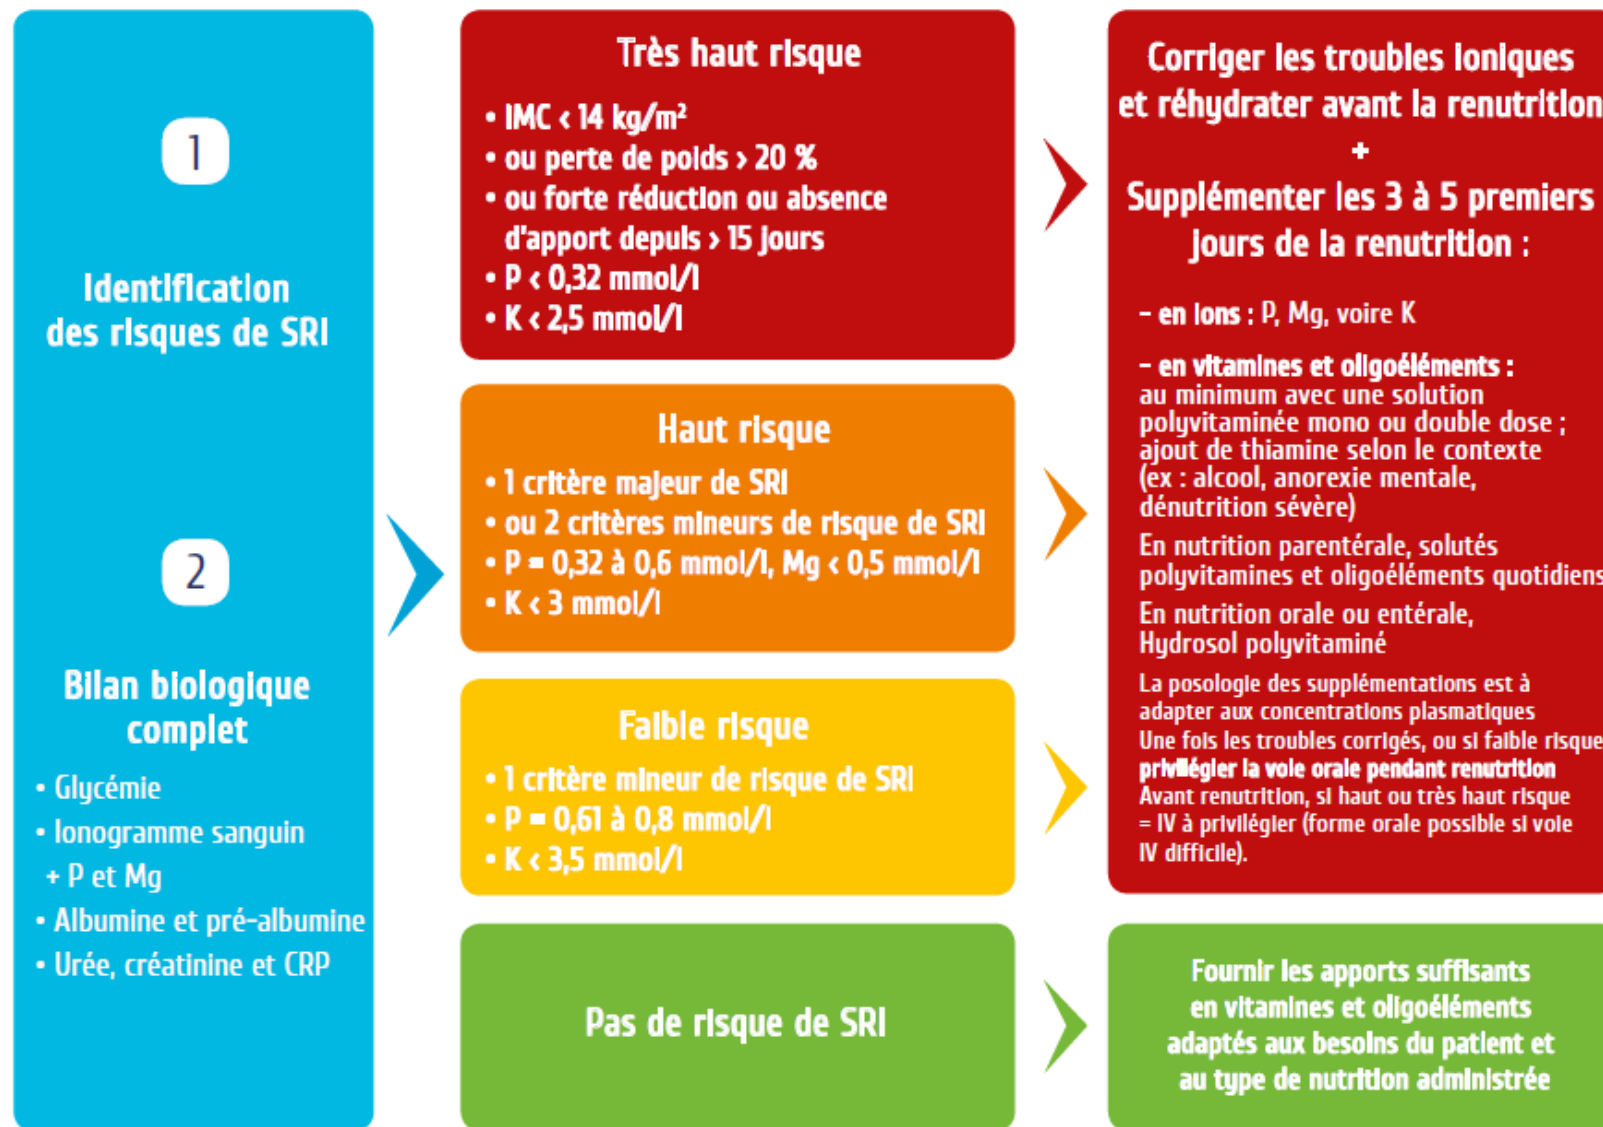 1
Identification
des risques de SRI
2
Bilan biologique
complet
• Glycémie
• Ionogramme sanguin
+ P et Mg
• Albumine et pré-albumine
• Urée, créatinine et CRP
Très haut risque
• IMC < 14 kg/m²
• ou perte de poids > 20 %
• ou forte réduction ou absence
d'apport depuis > 15 jours
• P < 0,32 mmol/l
• K < 2,5 mmol/l
Haut risque
• 1 critère majeur de SRI
• ou 2 critères mineurs de risque de SRI
• P = 0,32 à 0,6 mmol/l, Mg < 0,5 mmol/l
• K < 3 mmol/l
Faible risque
• 1 critère mineur de risque de SRI
• P = 0,61 à 0,8 mmol/l
• K < 3,5 mmol/l
Pas de risque de SRI
Corriger les troubles ioniques
et réhydrater avant la renutrition
+
Supplémenter les 3 à 5 premiers
jours de la renutrition :
– en ions : P, Mg, voire K
– en vitamines et oligoéléments :
au minimum avec une solution
polyvitaminée mono ou double dose ;
ajout de thiamine selon le contexte
(ex : alcool, anorexie mentale,
dénutrition sévère)
En nutrition parentérale, solutés
polyvitamines et oligoéléments quotidiens
En nutrition orale ou entérale,
Hydrosol polyvitaminé
La posologie des supplémentations est à
adapter aux concentrations plasmatiques
Une fois les troubles corrigés, ou si faible risque
privilégier la voie orale pendant renutrition
Avant renutrition, si haut ou très haut risque
= IV à privilégier (forme orale possible si voie
IV difficile).
Fournir les apports suffisants
en vitamines et oligoéléments
adaptés aux besoins du patient et
au type de nutrition administrée